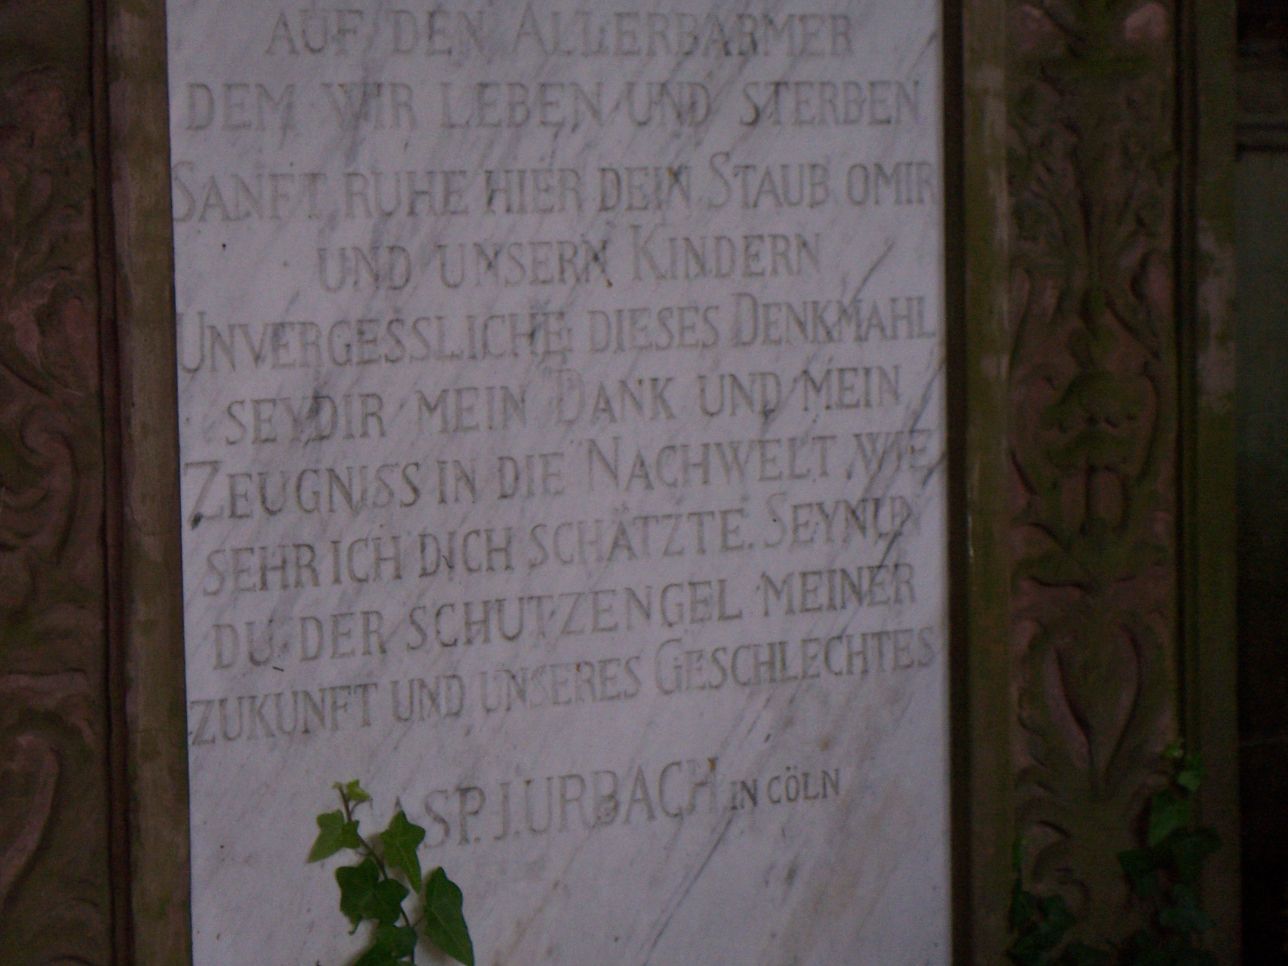 AUF DEN ALLERBARMER
DEM WIR LEBEN UND STERBEN
SANFT RUHE HIER DEIN STAUB O MIR
UND UNSERN KINDERN
UNVERGESSLICHE DIESES DENKMAHL
SEY DIR MEIN DANK UND MEIN
ZEUGNISS IN DIE NACHWELT, WIE
SEHR ICH DICH SCHÄTZTE. SEY NUN
DU DER SCHUTZENGEL MEINER
ZUKUNFT UND UNSERES GESCHLECHTES
ASP. J. URBACH IN CÖLN